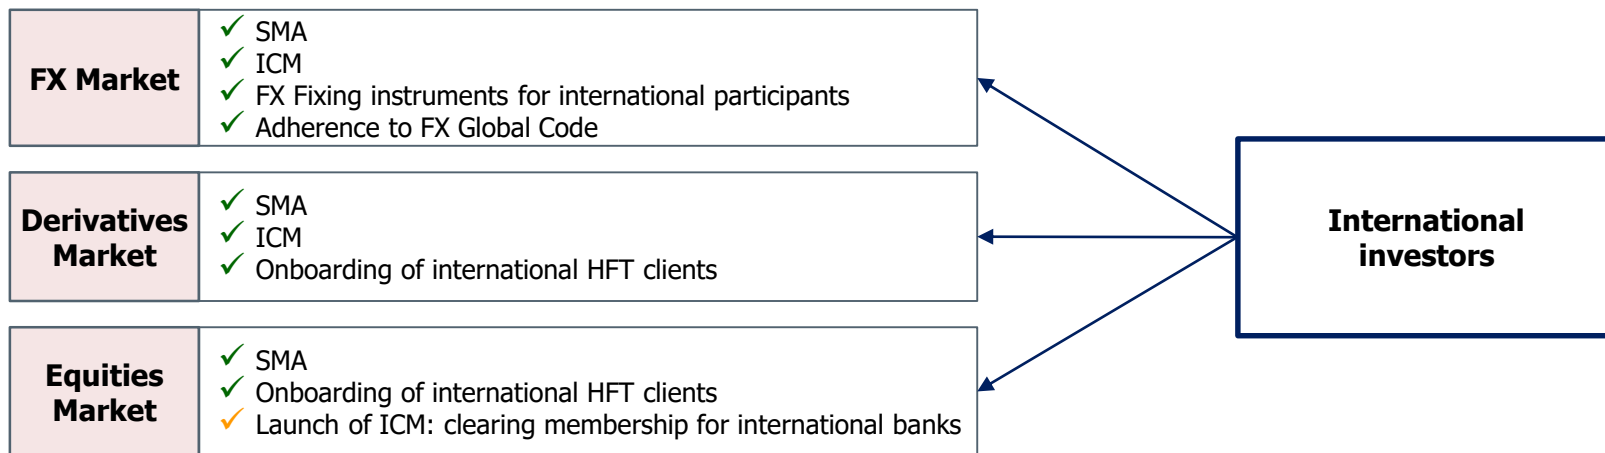 FX Market
SMA
ICM
FX Fixing instruments for international participants
Adherence to FX Global Code
Derivatives
Market
SMA
ICM
Onboarding of international HFT clients
Equities
Market
SMA
Onboarding of international HFT clients
Launch of ICM: clearing membership for international banks
International
investors